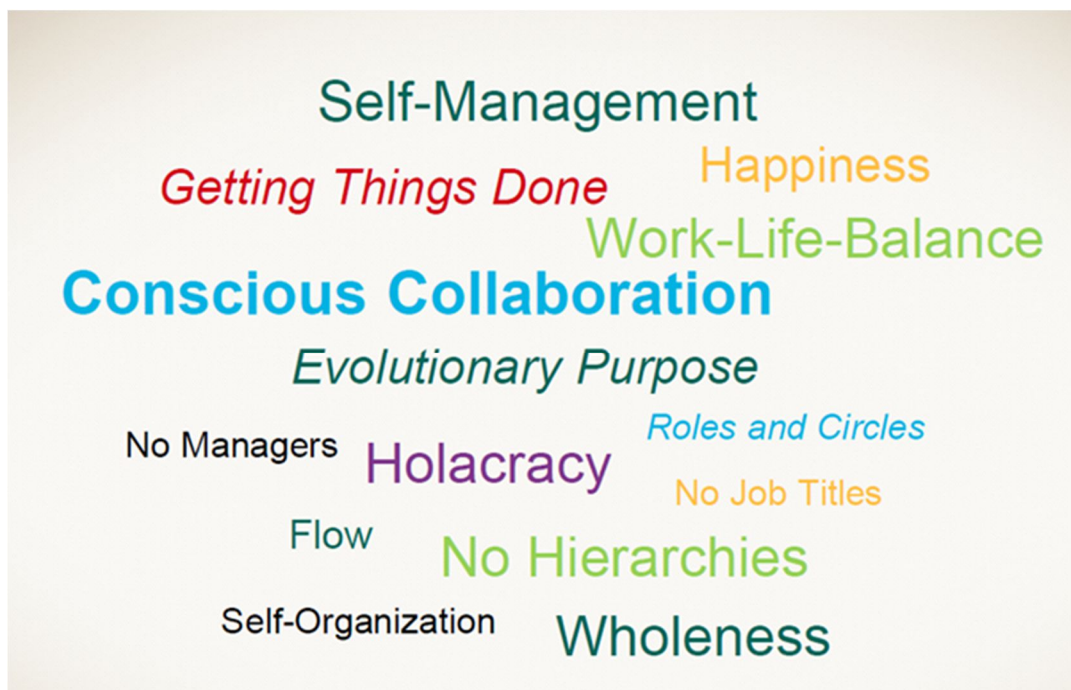 Self-Management
Happiness
Getting Things Done
Work-Life-Balance
Conscious Collaboration
Evolutionary Purpose
Roles and Circles
No Managers
Holacracy
No Job Titles
Flow
No Hierarchies
Self-Organization
Wholeness